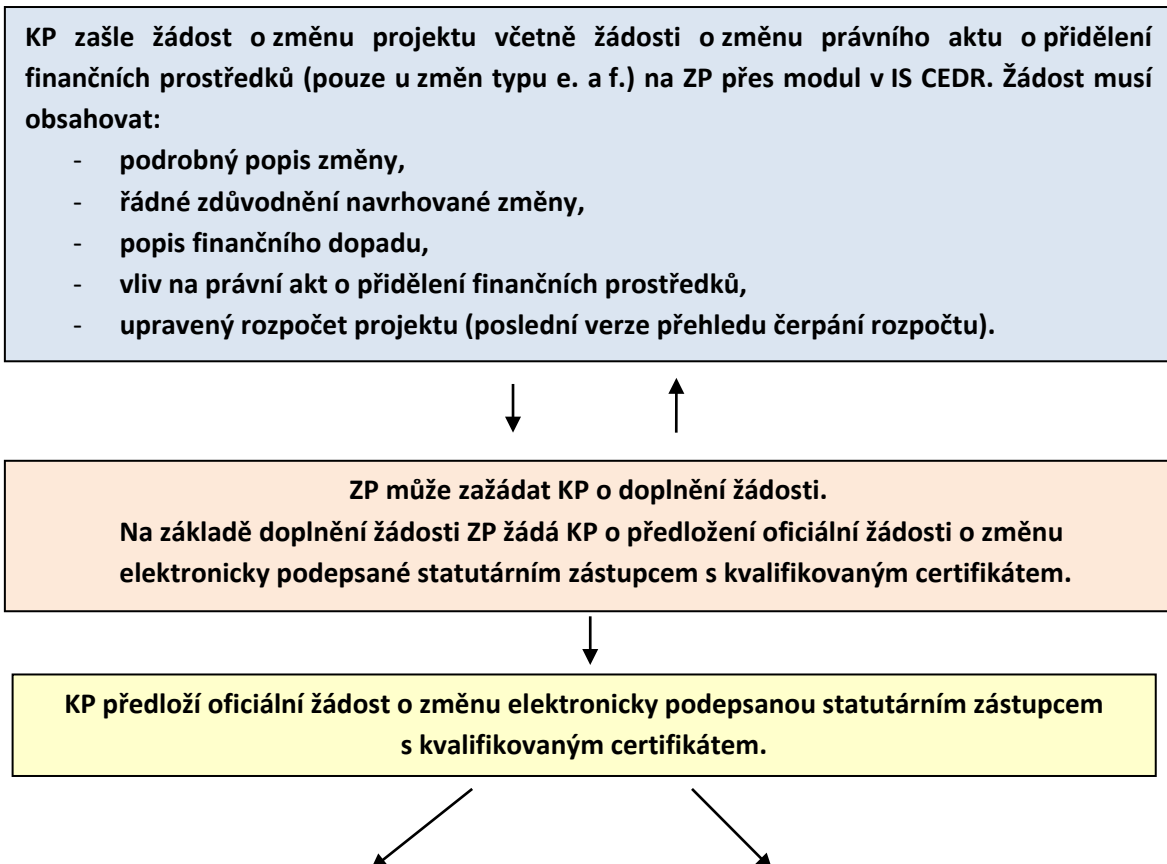 KP zašle žádost o změnu projektu včetně žádosti o změnu právního aktu o přidělení
finančních prostředků (pouze u změn typu e. a f.) na ZP přes modul v IS CEDR. Žádost musí
obsahovat:
- podrobný popis změny,
- řádné zdůvodnění navrhované změny,
- popis finančního dopadu,
- vliv na právní akt o přidělení finančních prostředků,
- upravený rozpočet projektu (poslední verze přehledu čerpání rozpočtu).
ZP může zažádat KP o doplnění žádosti.
Na základě doplnění žádosti ZP žádá KP o předložení oficiální žádosti o změnu
elektronicky podepsané statutárním zástupcem s kvalifikovaným certifikátem.
KP předloží oficiální žádost o změnu elektronicky podepsanou statutárním zástupcem
s kvalifikovaným certifikátem.